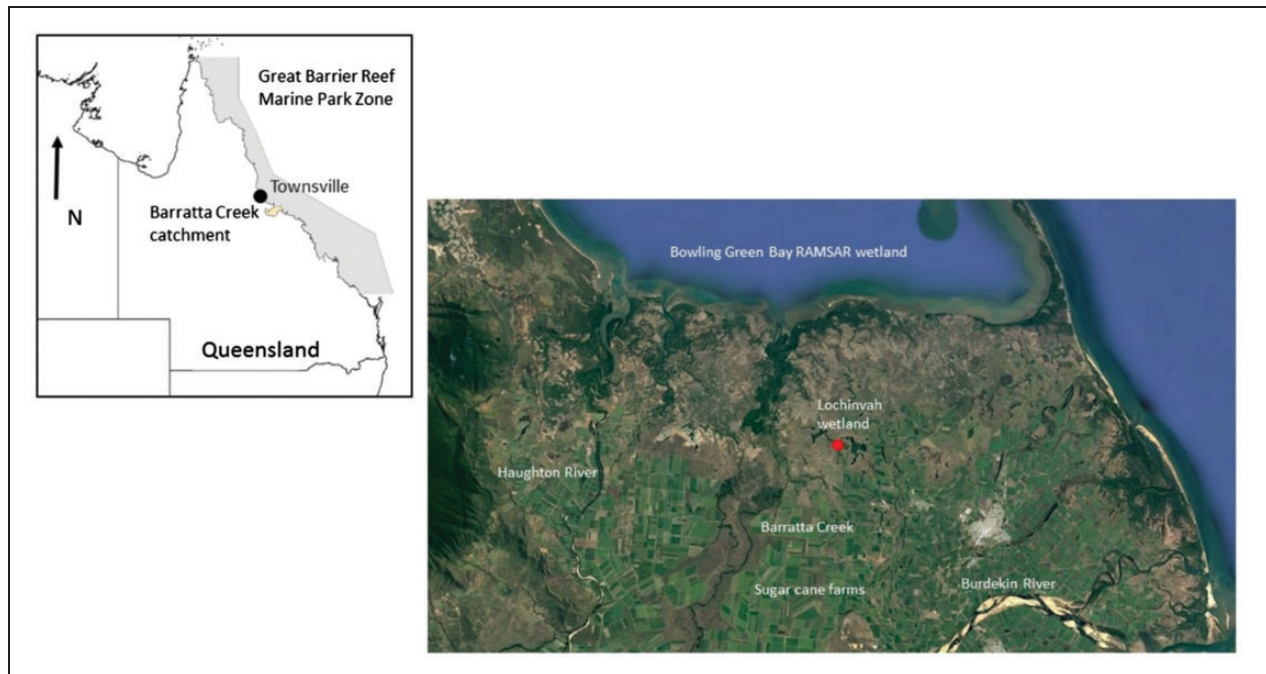 Great Barrier Reef
Marine Park Zone
Townsville
Barratta Creek
catchment
N
Queensland
Bowling Green Bay RAMSAR wetland
Lochinvah
wetland
Haughton River
Barratta Creek
Sugar cane farms
Burdekin River